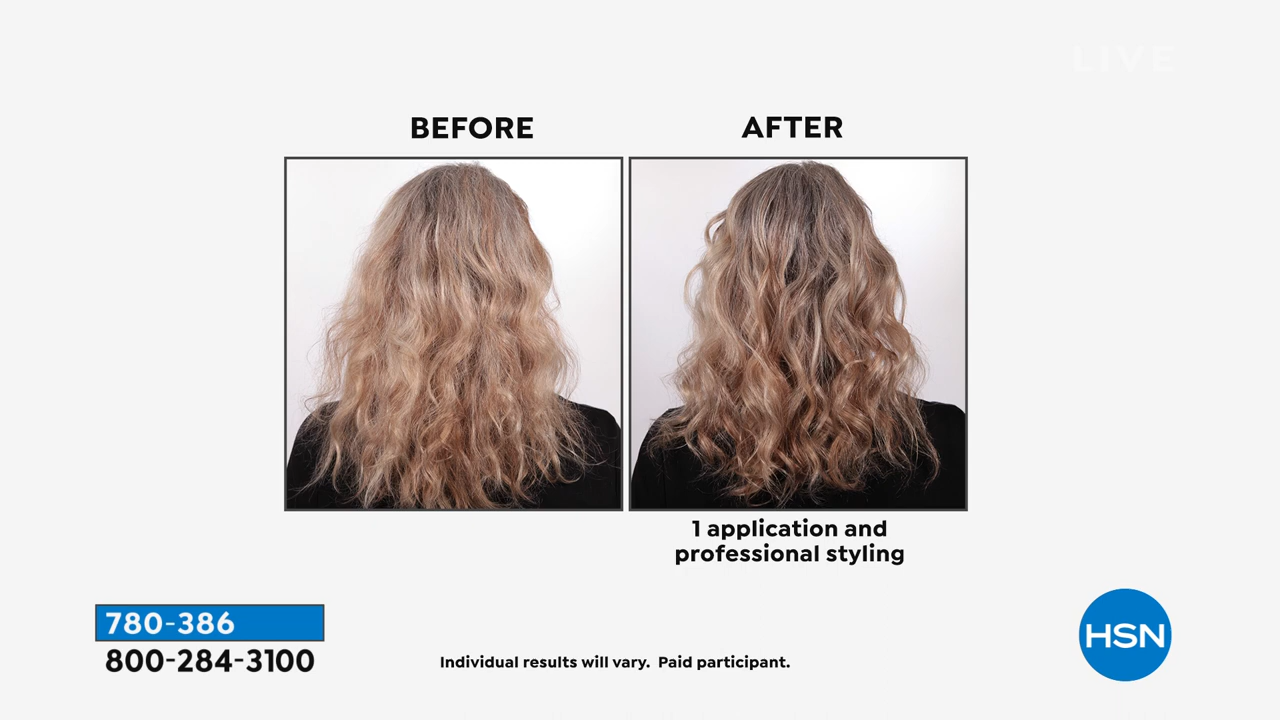 LIVE
BEFORE
AFTER
1 application and
professional styling
780-386
800-284-3100
Individual results will vary. Paid participant.
HSN